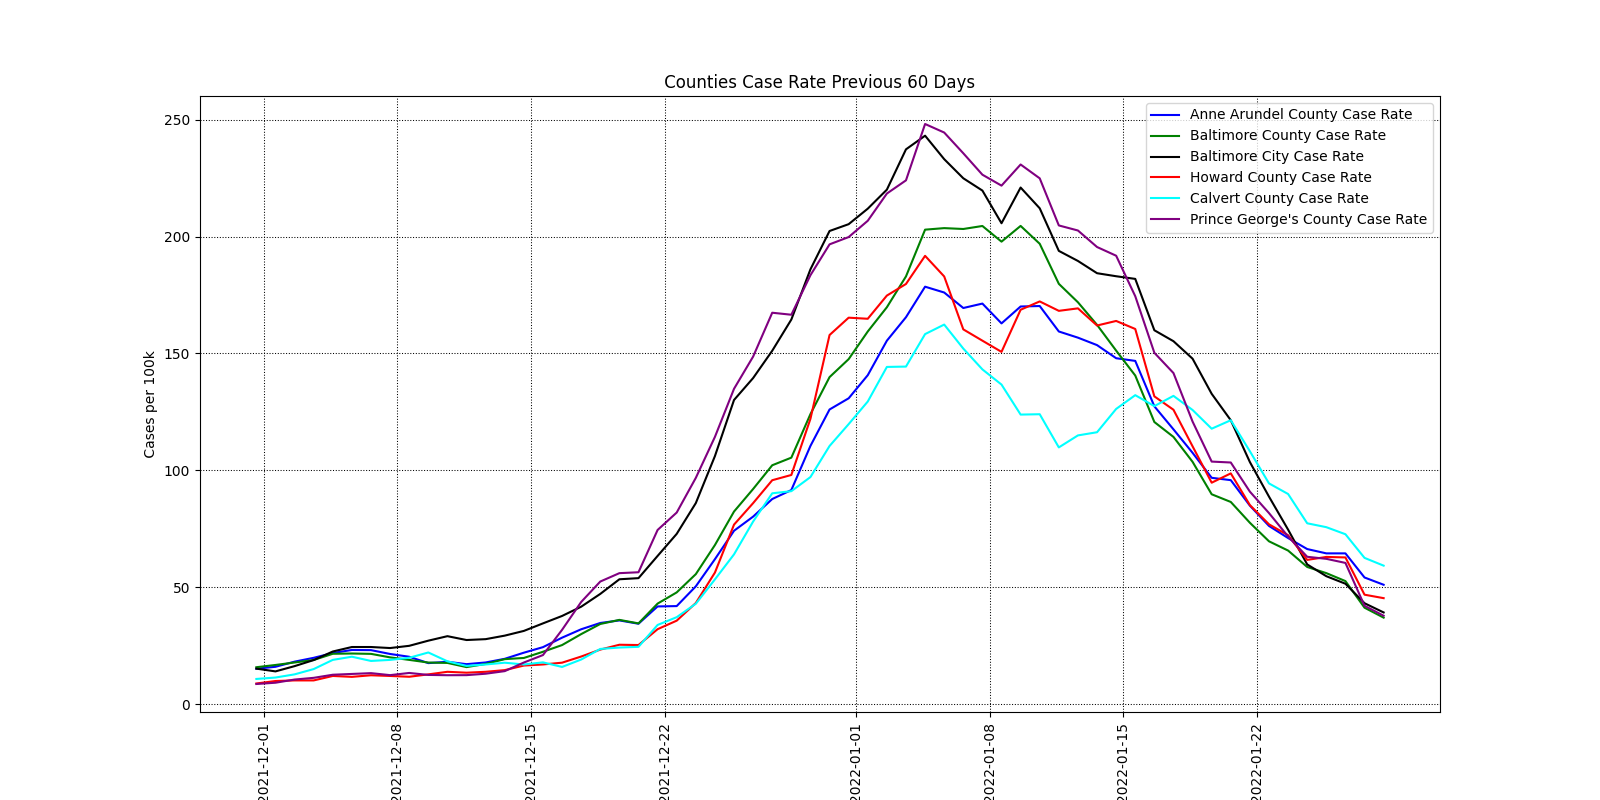 Counties Case Rate Previous 60 Days
250
200
150
100
50
0
Cases per 100k
Anne Arundel County Case Rate
Baltimore County Case Rate
Baltimore City Case Rate
Howard County Case Rate
Calvert County Case Rate
Prince George's County Case Rate
2021-12-01
2021-12-08
2021-12-15
2021-12-22
2022-01-01
2022-01-08
2022-01-15
2022-01-22